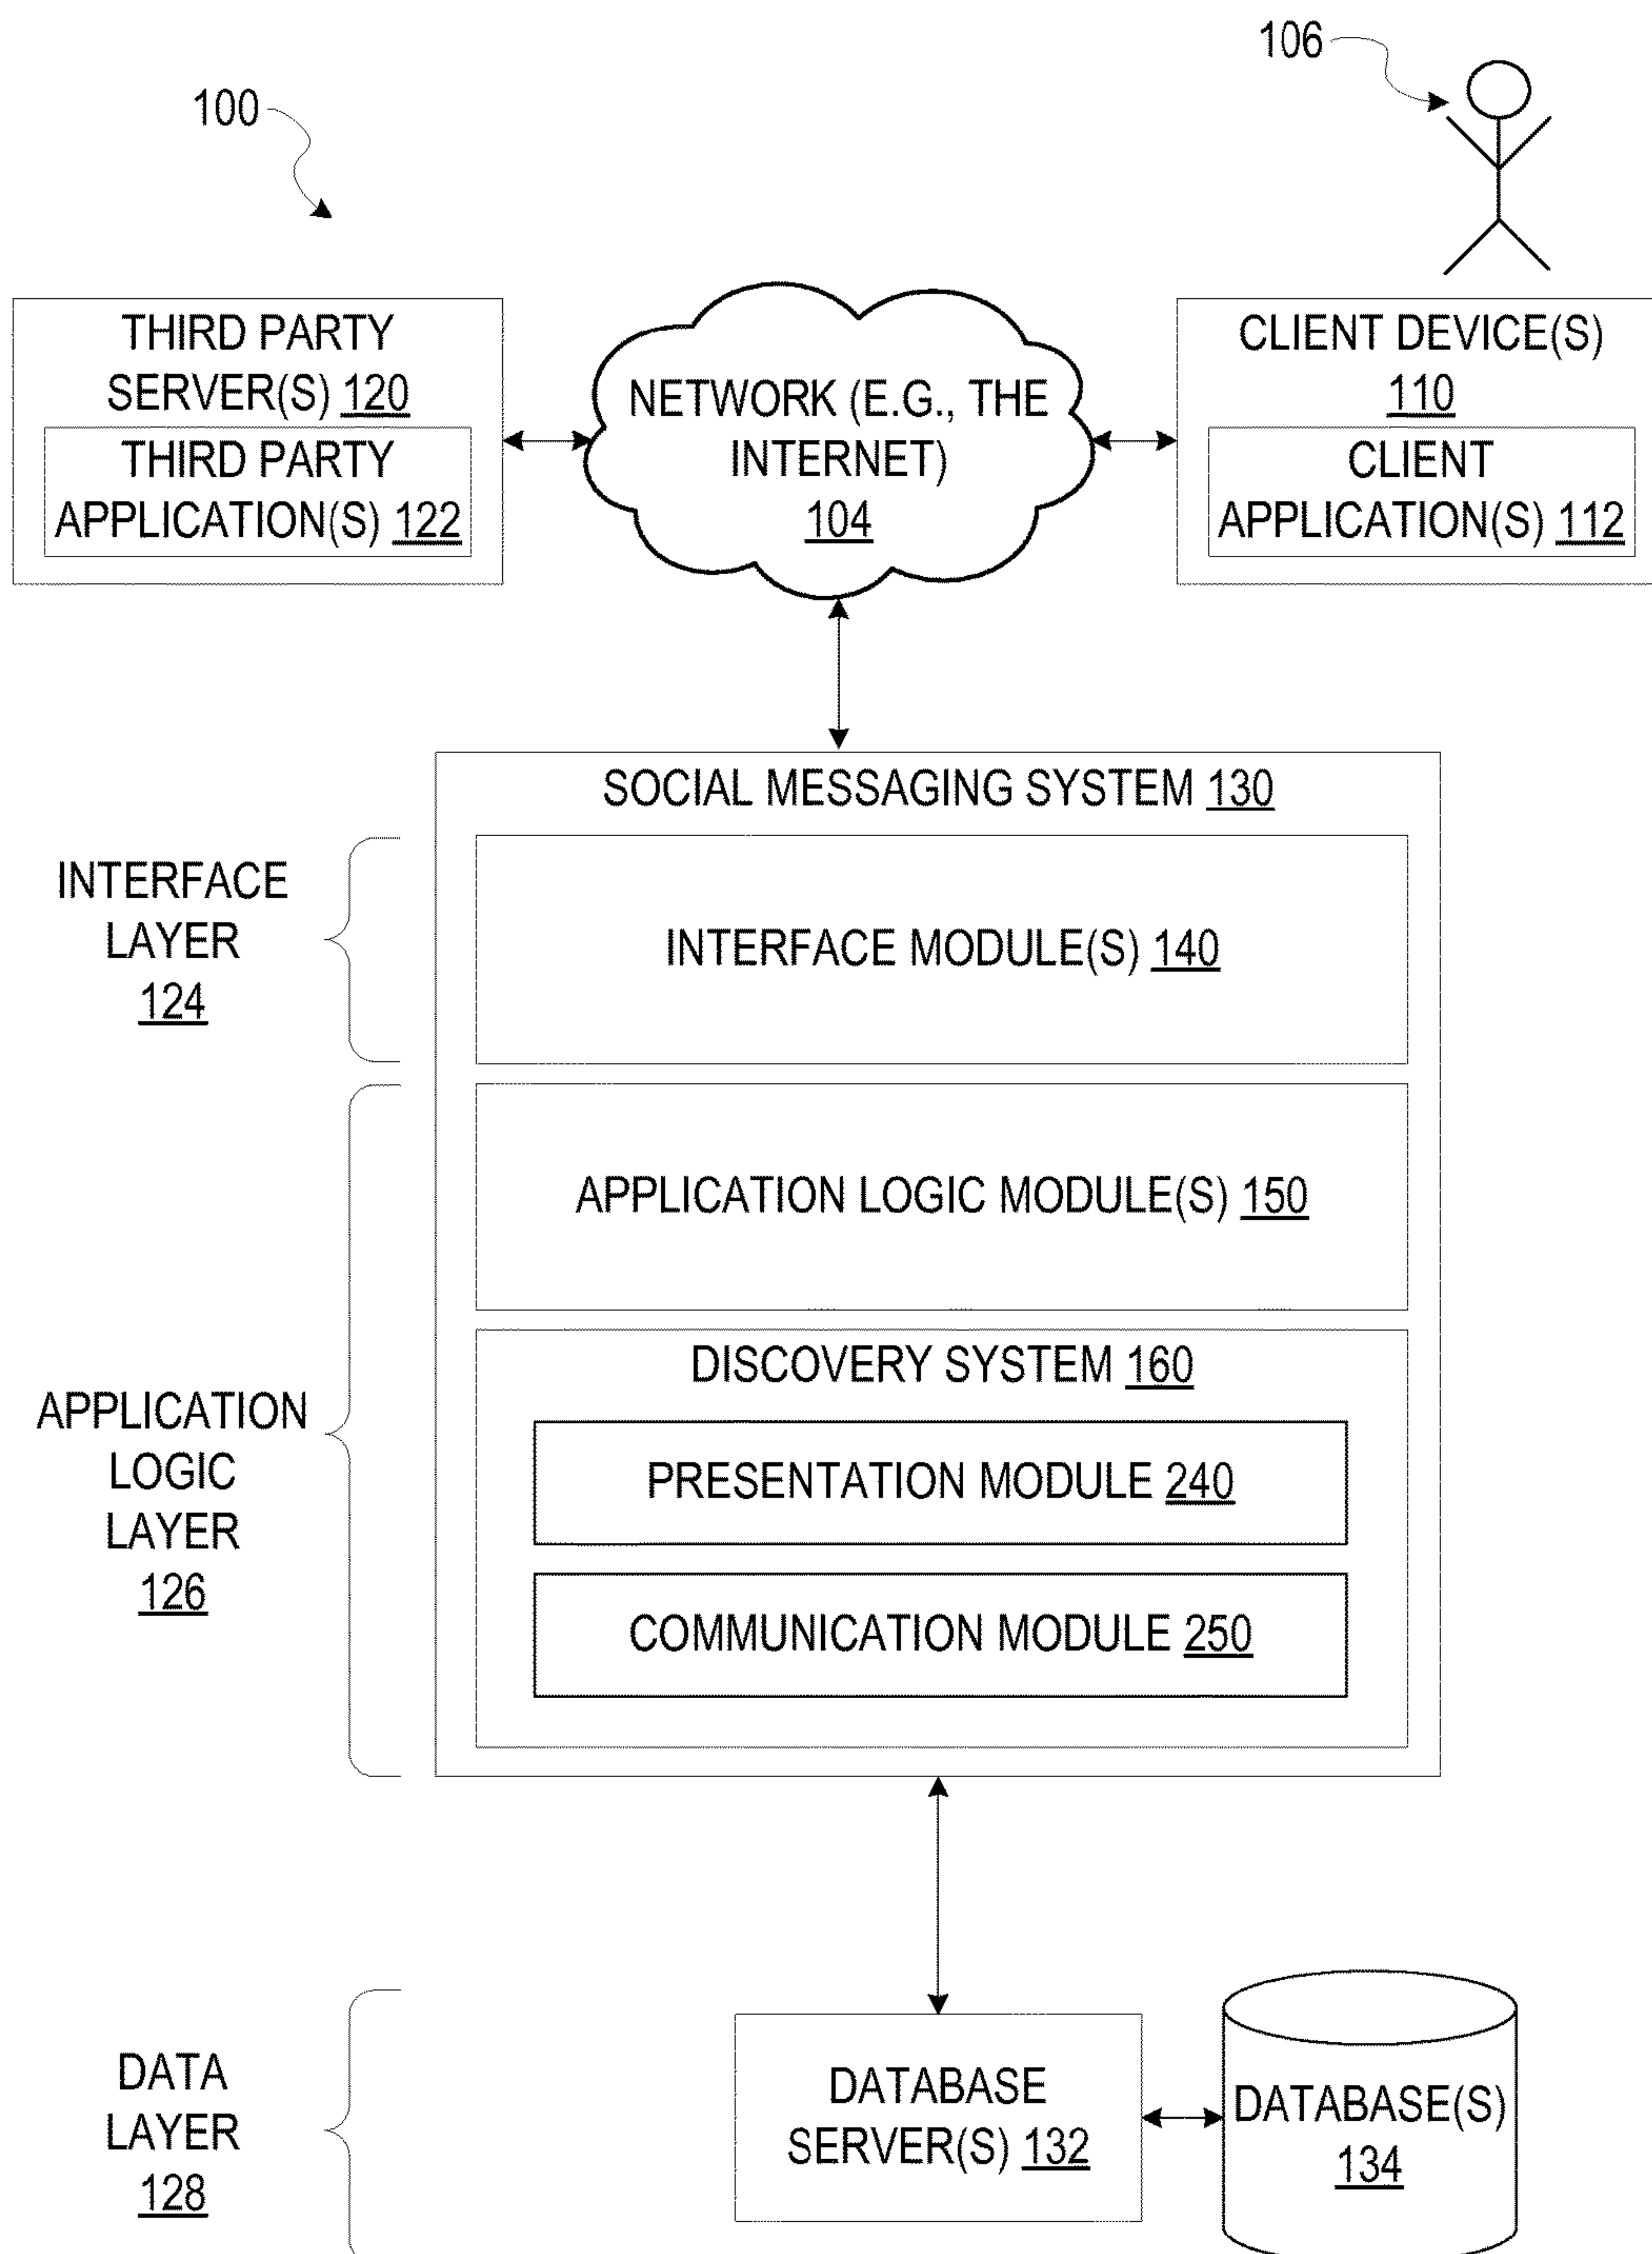 106
100
THIRD PARTY
SERVER(S) 120
THIRD PARTY
APPLICATION(S) 122
NETWORK (E.G., THE
INTERNET)
104
CLIENT DEVICE(S)
110
CLIENT
APPLICATION(S) 112
SOCIAL MESSAGING SYSTEM 130
INTERFACE
LAYER
124
INTERFACE MODULE(S) 140
APPLICATION LOGIC MODULE(S) 150
APPLICATION
LOGIC
LAYER
126
DISCOVERY SYSTEM 160
PRESENTATION MODULE 240
COMMUNICATION MODULE 250
DATA
LAYER
128
DATABASE
SERVER(S) 132
DATABASE(S)
134